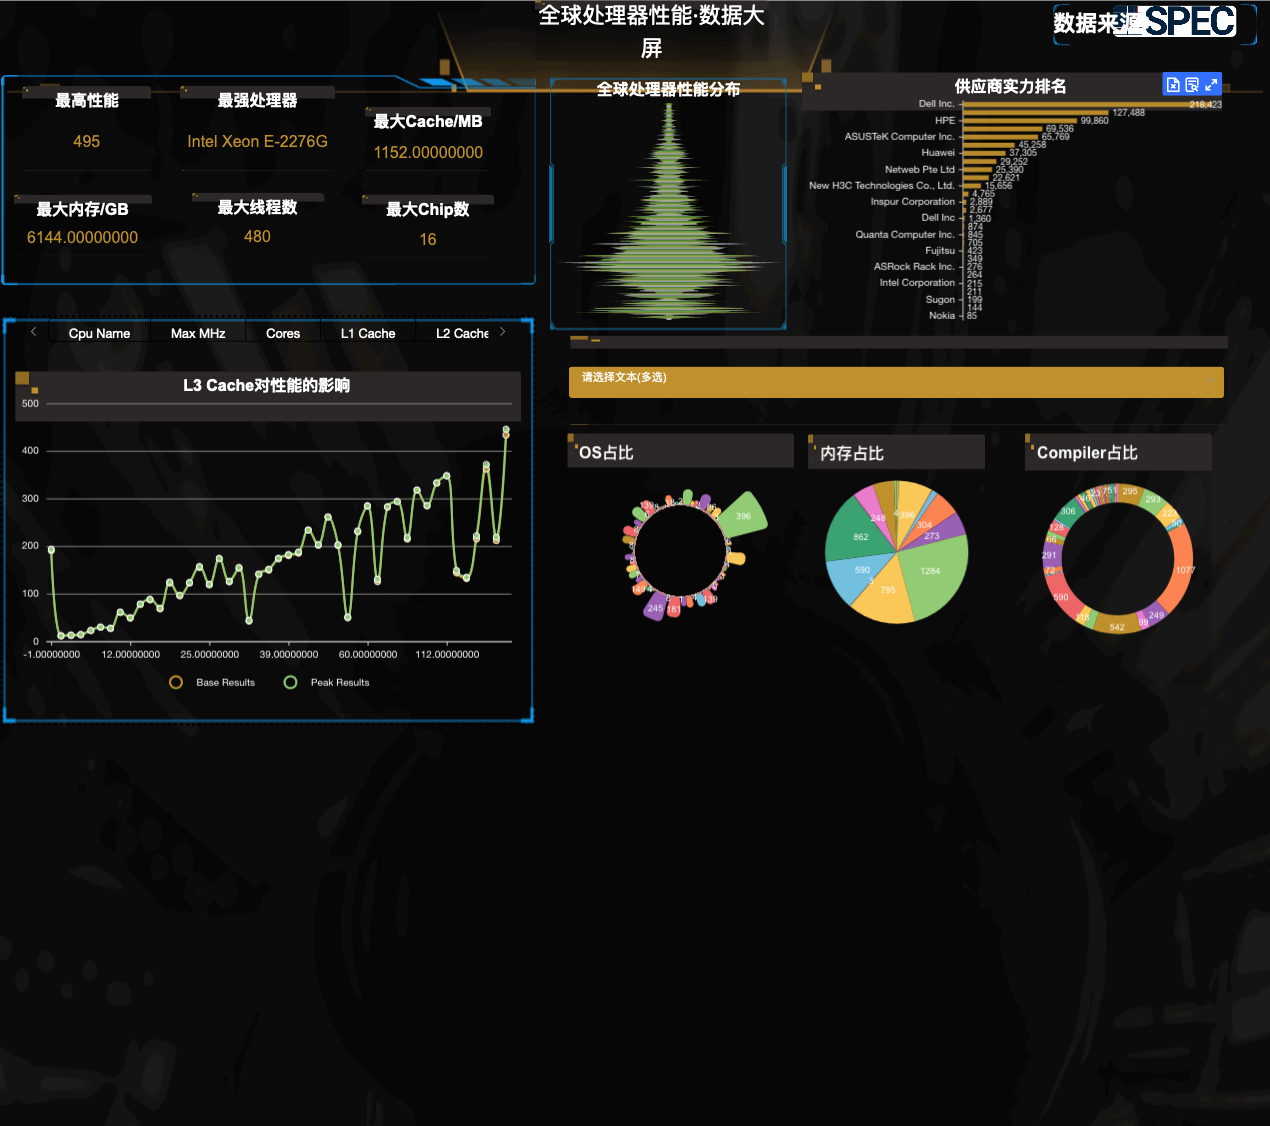 全球处理器性能·数据大
屏
数据来源
SPEC
最高性能
495
最强处理器
Intel Xeon E-2276G
最大Cache/MB
1152.00000000
最大内存/GB
6144.00000000
最大线程数
480
最大Chip数
16
全球处理器性能分布
供应商实力排名
Dell Inc.
218,423
127,488
HPE
99,860
69,536
ASUSTeK Computer Inc.
65,769
45,258
Huawei
37,305
29,252
Netweb Pte Ltd
25,390
22,621
New H3C Technologies Co., Ltd.
15,656
4,765
Inspur Corporation
2,889
2,677
Dell Inc
1,360
874
Quanta Computer Inc.
845
705
Fujitsu
423
349
ASRock Rack Inc.
276
264
Intel Corporation
215
211
Sugon
199
144
Nokia
85
Cpu Name
Max MHz
Cores
L1 Cache
L2 Cache
L3 Cache对性能的影响
500
400
300
200
100
0
-1.00000000
12.00000000
25.00000000
39.00000000
60.00000000
112.00000000
Base Results
Peak Results
请选择文本(多选)
OS占比
396
139
181
245
内存占比
396
304
273
1284
795
3
590
862
248
4
Compiler占比
295
293
223
50
1077
249
99
542
118
590
72
291
66
128
306